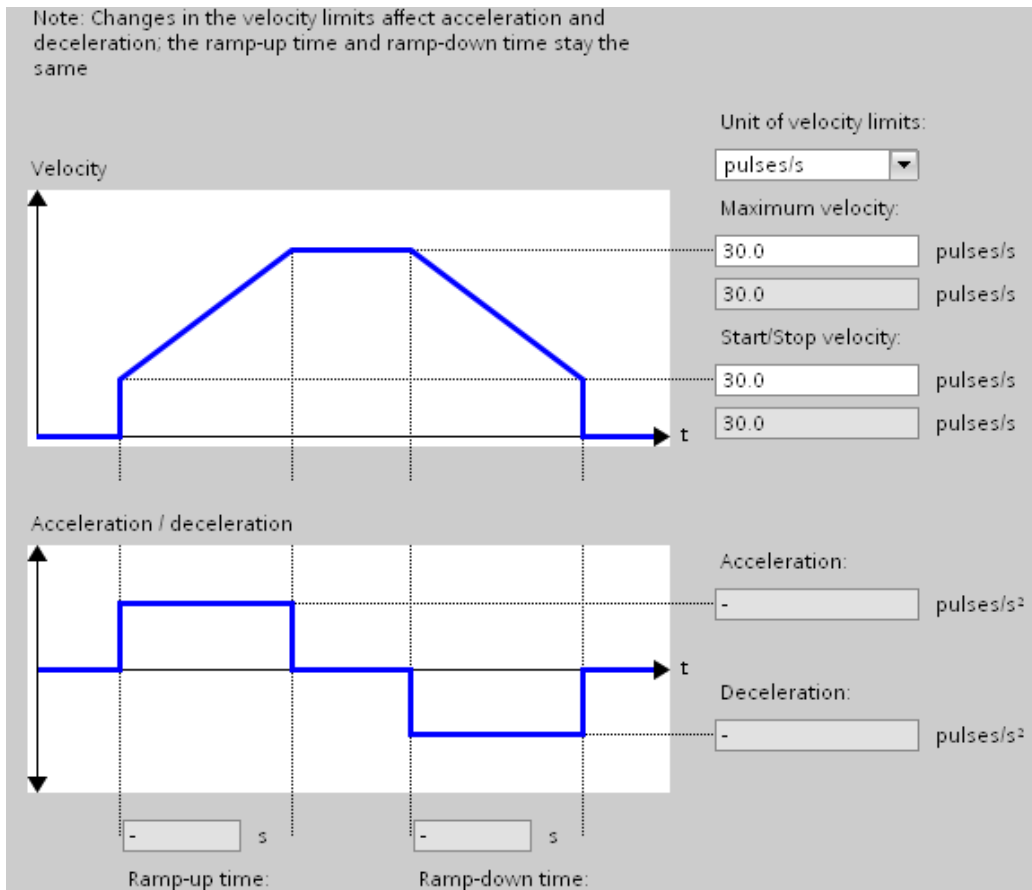 Note: Changes in the velocity limits affect acceleration and
deceleration; the ramp-up time and ramp-down time stay the
same
Unit of velocity limits:
pulses/s
Velocity
Maximum velocity:
30.0 pulses/s
30.0 pulses/s
Start/Stop velocity:
30.0 pulses/s
30.0 pulses/s
t
Acceleration / deceleration
Acceleration:
- pulses/s²
t
Deceleration:
- pulses/s²
- s - s
Ramp-up time: Ramp-down time: